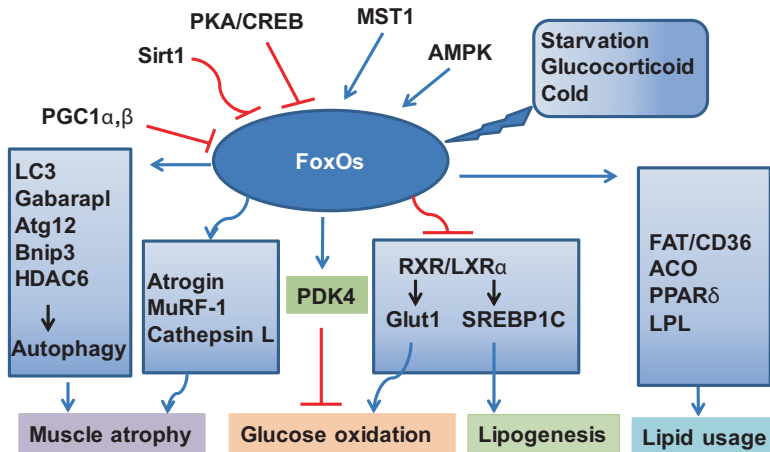 PKA/CREB
MST1
Sirt1
AMPK
Starvation
Glucocorticoid
Cold
PGC1α,β
FoxOs
LC3
Gabarapl
Atg12
Bnip3
HDAC6
Autophagy
Atrogin
MuRF-1
Cathepsin L
PDK4
RXR/LXRα
Glut1
SREBP1C
FAT/CD36
ACO
PPARδ
LPL
Muscle atrophy
Glucose oxidation
Lipogenesis
Lipid usage